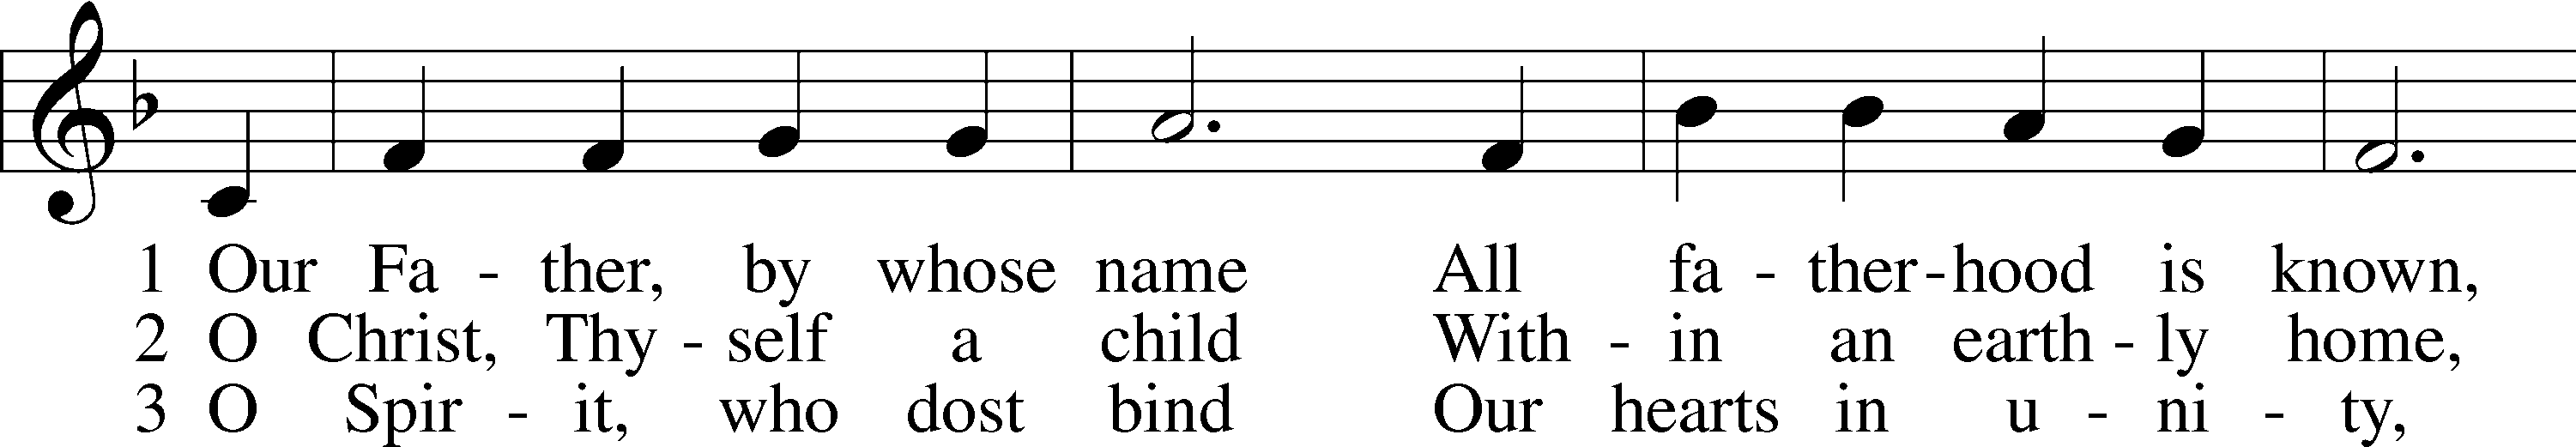 1 Our Fa - ther, by whose name All fa - ther - hood is known,
2 O Christ, Thy - self a child With - in an earth - ly home,
3 O Spir - it, who dost bind Our hearts in u - ni - ty,